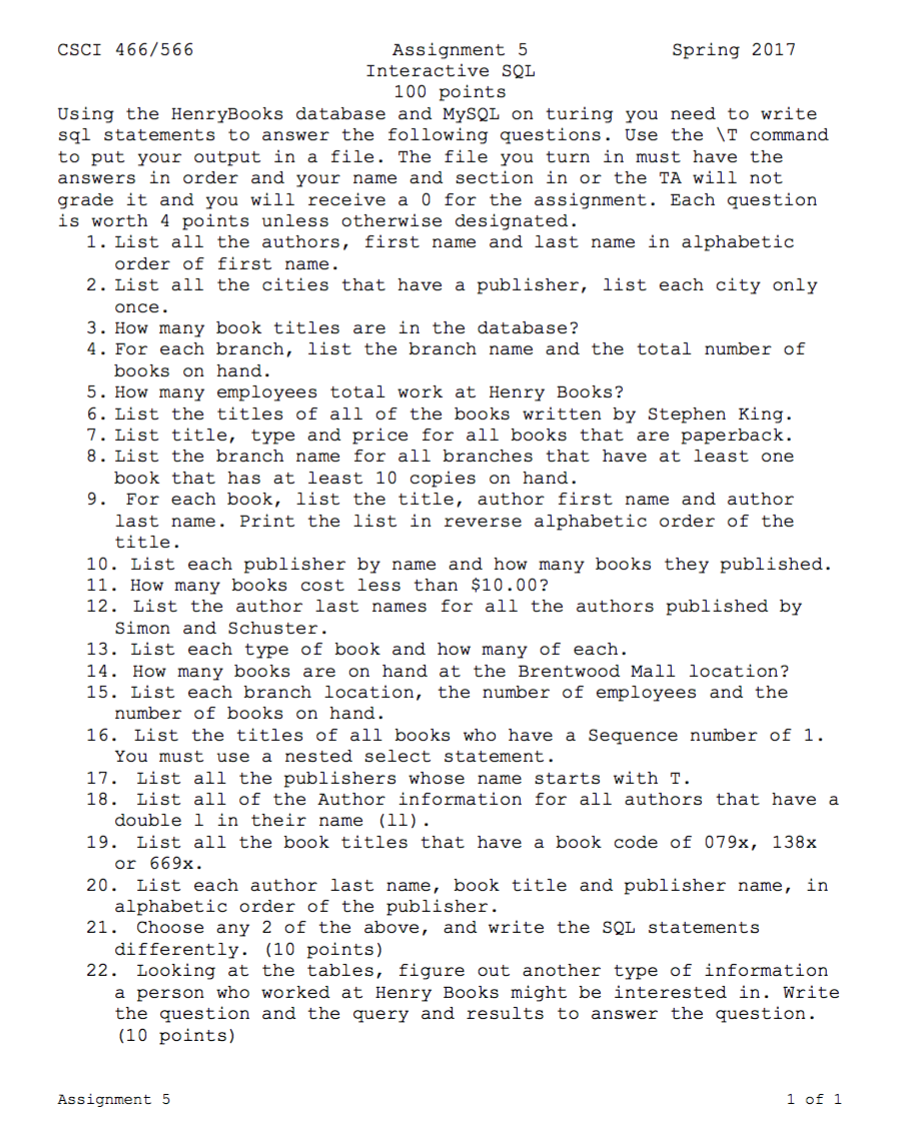 CSCI 466/566 Assignment 5 Spring 2017
Interactive SQL
100 points
Using the HenryBooks database and MySQL on turing you need to write
sql statements to answer the following questions. Use the \T command
to put your output in a file. The file you turn in must have the
answers in order and your name and section in or the TA will not
grade it and you will receive a 0 for the assignment. Each question
is worth 4 points unless otherwise designated.
1. List all the authors, first name and last name in alphabetic
order of first name.
2. List all the cities that have a publisher, list each city only
once.
3. How many book titles are in the database?
4. For each branch, list the branch name and the total number of
books on hand.
5. How many employees total work at Henry Books?
6. List the titles of all of the books written by Stephen King.
7. List title, type and price for all books that are paperback.
8. List the branch name for all branches that have at least one
book that has at least 10 copies on hand.
9. For each book, list the title, author first name and author
last name. Print the list in reverse alphabetic order of the
title.
10. List each publisher by name and how many books they published.
11. How many books cost less than $10.00?
12. List the author last names for all the authors published by
Simon and Schuster.
13. List each type of book and how many of each.
14. How many books are on hand at the Brentwood Mall location?
15. List each branch location, the number of employees and the
number of books on hand.
16. List the titles of all books who have a Sequence number of 1.
You must use a nested select statement.
17. List all the publishers whose name starts with T.
18. List all of the Author information for all authors that have a
double l in their name (ll).
19. List all the book titles that have a book code of 079x, 138x
or 669x.
20. List each author last name, book title and publisher name, in
alphabetic order of the publisher.
21. Choose any 2 of the above, and write the SQL statements
differently. (10 points)
22. Looking at the tables, figure out another type of information
a person who worked at Henry Books might be interested in. Write
the question and the query and results to answer the question.
(10 points)
Assignment 5 1 of 1